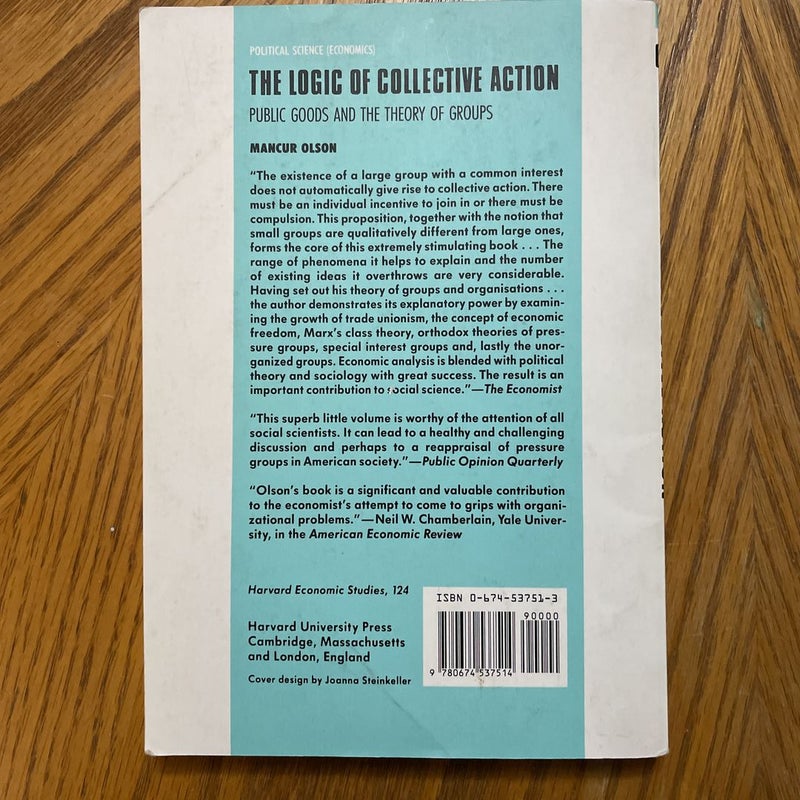 POLITICAL SCIENCE (ECONOMICS)
THE LOGIC OF COLLECTIVE ACTION
PUBLIC GOODS AND THE THEORY OF GROUPS
MANCUR OLSON
“The existence of a large group with a common interest
does not automatically give rise to collective action. There
must be an individual incentive to join in or there must be
compulsion. This proposition, together with the notion that
small groups are qualitatively different from large ones,
forms the core of this extremely stimulating book . . . The
range of phenomena it helps to explain and the number
of existing ideas it overthrows are very considerable.
Having set out his theory of groups and organisations . . .
the author demonstrates its explanatory power by examin-
ing the growth of trade unionism, the concept of economic
freedom, Marx’s class theory, orthodox theories of pres-
sure groups, special interest groups and, lastly the unor-
ganized groups. Economic analysis is blended with political
theory and sociology with great success. The result is an
important contribution to social science.”—The Economist
“This superb little volume is worthy of the attention of all
social scientists. It can lead to a healthy and challenging
discussion and perhaps to a reappraisal of pressure
groups in American society.”—Public Opinion Quarterly
“Olson’s book is a significant and valuable contribution
to the economist’s attempt to come to grips with organi-
zational problems.”—Neil W. Chamberlain, Yale Univer-
sity, in the American Economic Review
Harvard Economic Studies, 124
Harvard University Press
Cambridge, Massachusetts
and London, England
Cover design by Joanna Steinkeller
ISBN 0-674-53751-3
90000
9 780674 537514